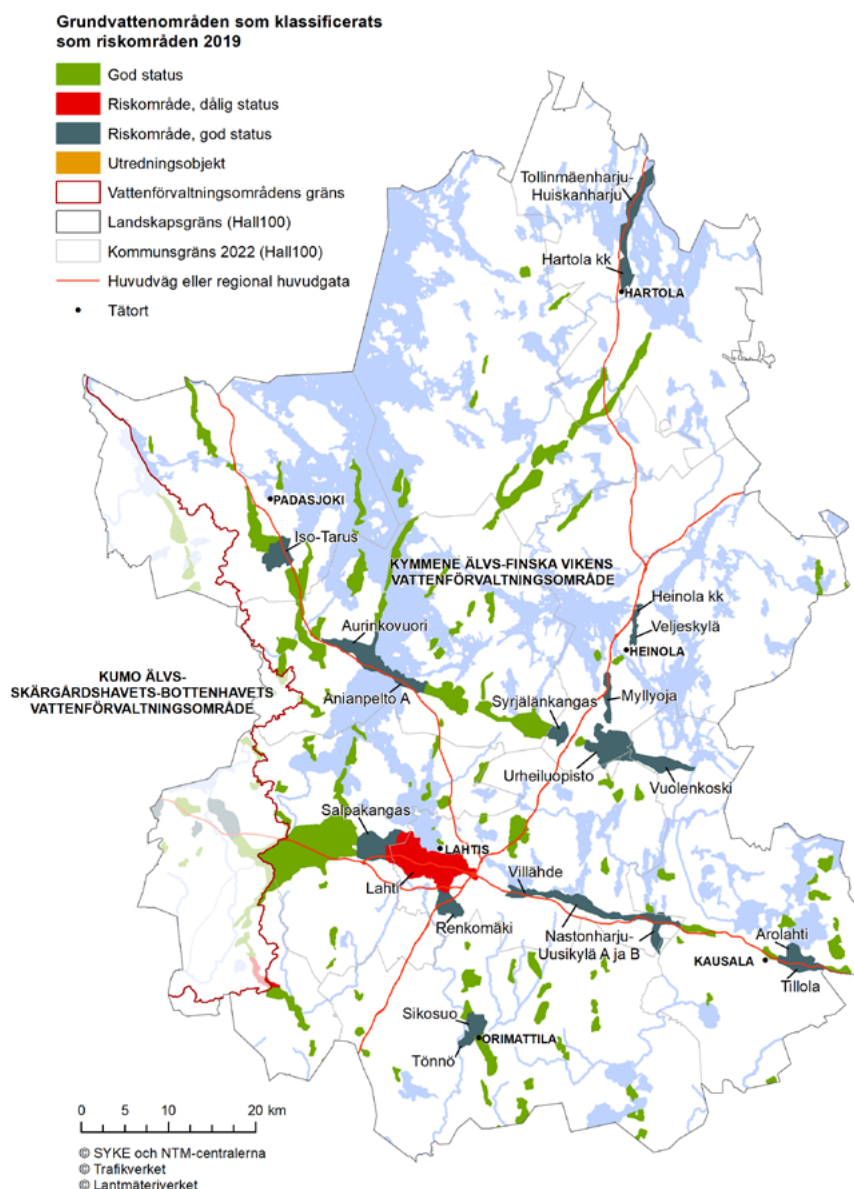 Grundvattenområden som klassificerats
som riskområden 2019
God status
Riskområde, dålig status
Riskområde, god status
Utredningsobjekt
Vattenförvaltningsområdens gräns
Landskapsgräns (Hall100)
Kommunsgräns 2022 (Hall100)
Huvudväg eller regional huvudgata
Tätort
Tollinmäenharju-
Huiskanharju
Hartola kk
HARTOLA
PADASJOKI
Iso-Tarus
KYMMENE ÄLVS-FINSKA VIKENS
VATTENFÖRVALTNINGSOMRÅDE
Heinola kk
Veljeskylä
HEINOLA
Aurinkovuori
KUMO ÄLVS-
SKÄRGÅRDSHAVETS-BOTTENHAVETS
VATTENFÖRVALTNINGSOMRÅDE
Anianpelto A
Syrjälänkangas
Myllyoja
Urheiluopisto
Vuolenkoski
Salpakangas
LAHTIS
Lahti
Villähde
Renkomäki
Nastonharju-
Uusikylä A ja B
Arolahti
KAUSALA
Tillola
Sikosuo
ORIMATTILA
Tönnö
0 5 10 20 km
© SYKE och NTM-centralerna
© Trafikverket
© Lantmäteriverket